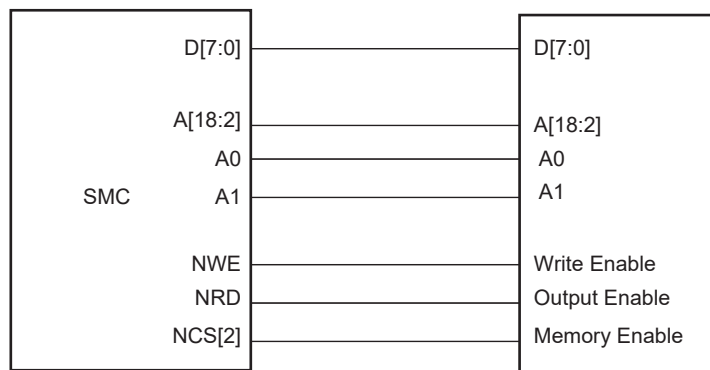 D[7:0] D[7:0]
A[18:2] A[18:2]
A0 A0
SMC A1 A1
NWE Write Enable
NRD Output Enable
NCS[2] Memory Enable